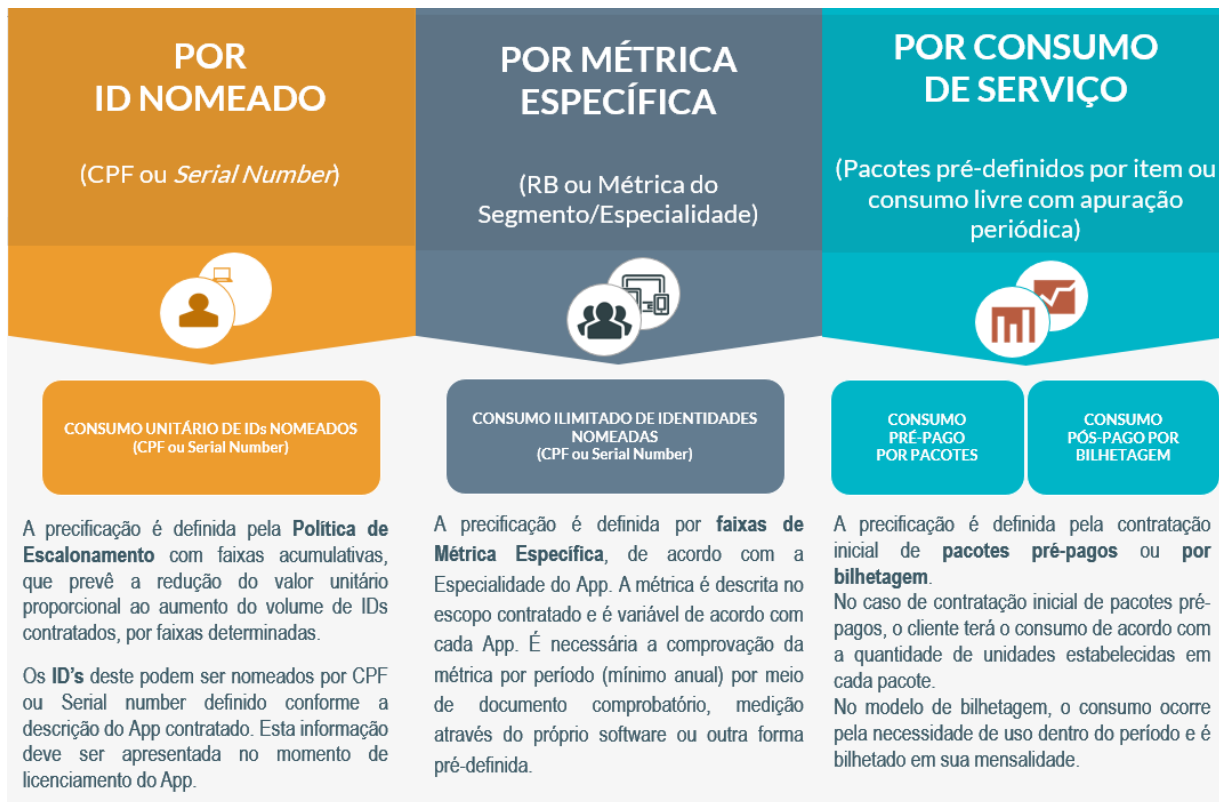 POR
ID NOMEADO
(CPF ou Serial Number)
CONSUMO UNITÁRIO DE IDs NOMEADOS
(CPF ou Serial Number)
A precificação é definida pela Política de
Escalonamento com faixas acumulativas,
que prevê a redução do valor unitário
proporcional ao aumento do volume de IDs
contratados, por faixas determinadas.
Os ID's deste podem ser nomeados por CPF
ou Serial number definido conforme a
descrição do App contratado. Esta informação
deve ser apresentada no momento de
licenciamento do App.
POR MÉTRICA
ESPECÍFICA
(RB ou Métrica do
Segmento/Especialidade)
CONSUMO ILIMITADO DE IDENTIDADES
NOMEADAS
(CPF ou Serial Number)
A precificação é definida por faixas de
Métrica Específica, de acordo com a
Especialidade do App. A métrica é descrita no
escopo contratado e é variável de acordo com
cada App. É necessária a comprovação da
métrica por período (mínimo anual) por meio
de documento comprobatório, medição
através do próprio software ou outra forma
pré-definida.
POR CONSUMO
DE SERVIÇO
(Pacotes pré-definidos por item ou
consumo livre com apuração
periódica)
CONSUMO
PRÉ-PAGO
POR PACOTES
CONSUMO
PÓS-PAGO POR
BILHETAGEM
A precificação é definida pela contratação
inicial de pacotes pré-pagos ou por
bilhetagem.
No caso de contratação inicial de pacotes pré-
pagos, o cliente terá o consumo de acordo com
a quantidade de unidades estabelecidas em
cada pacote.
No modelo de bilhetagem, o consumo ocorre
pela necessidade de uso dentro do período e é
bilhetado em sua mensalidade.